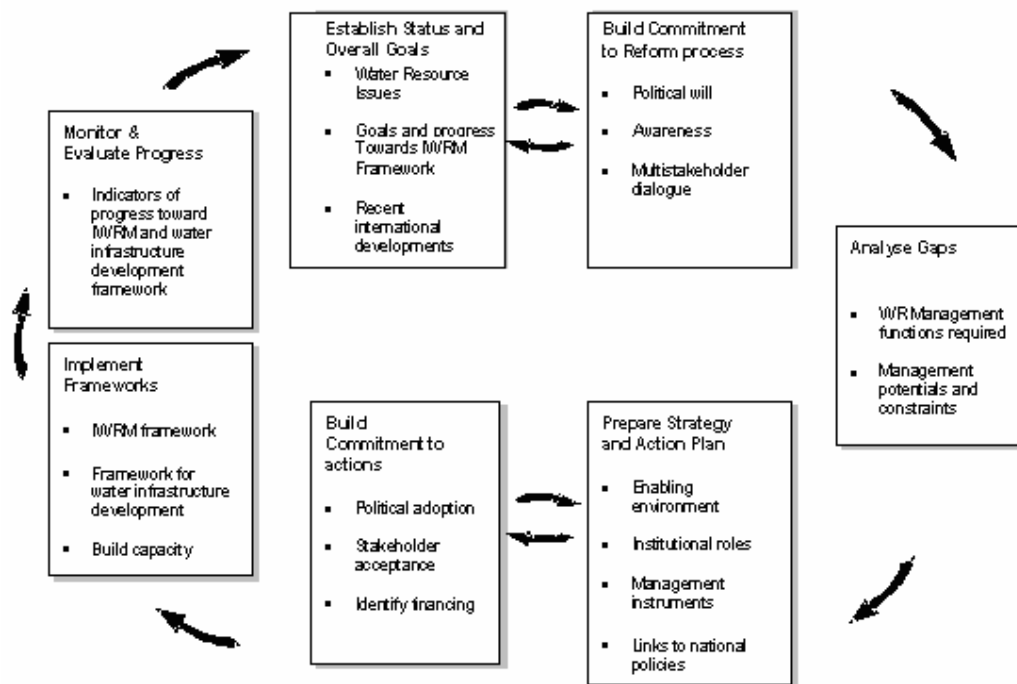 Establish Status and
Overall Goals
▪ Water Resource
Issues
▪ Goals and progress
Towards IWRM
Framework
▪ Recent
international
developments
Build Commitment
to Reform process
▪ Political will
▪ Awareness
▪ Multistakeholder
dialogue
Analyse Gaps
▪ WR Management
functions required
▪ Management
potentials and
constraints
Prepare Strategy
and Action Plan
▪ Enabling
environment
▪ Institutional roles
▪ Management
instruments
▪ Links to national
policies
Build
Commitment to
actions
▪ Political adoption
▪ Stakeholder
acceptance
▪ Identify financing
Implement
Frameworks
▪ IWRM framework
▪ Framework for
water infrastructure
development
▪ Build capacity
Monitor &
Evaluate Progress
▪ Indicators of
progress toward
IWRM and water
infrastructure
development
framework